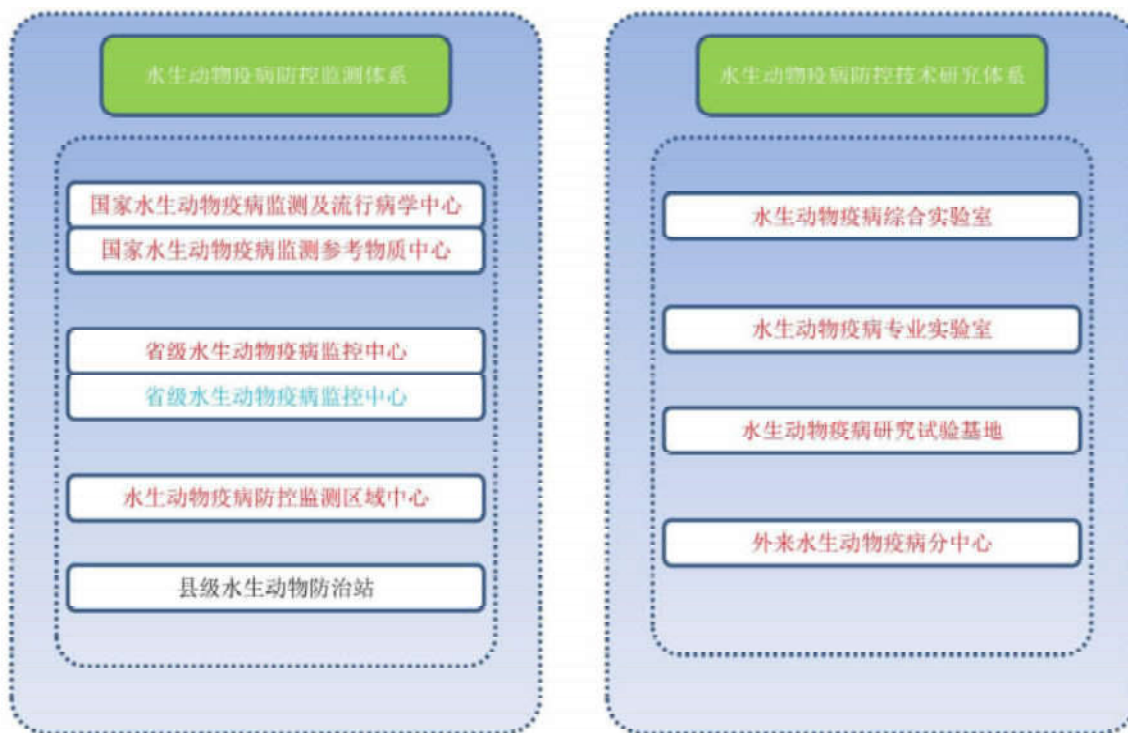 水生动物疫病防控监测体系
国家水生动物疫病监测及流行病学中心
国家水生动物疫病监测参考物质中心
省级水生动物疫病监控中心
省级水生动物疫病监控中心
水生动物疫病防控监测区域中心
县级水生动物防治站
水生动物疫病防控技术研究体系
水生动物疫病综合实验室
水生动物疫病专业实验室
水生动物疫病研究试验基地
外来水生动物疫病分中心